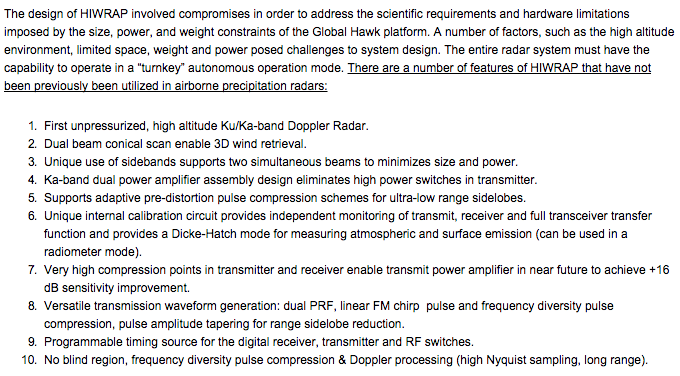 The design of HIWRAP involved compromises in order to address the scientific requirements and hardware limitations
imposed by the size, power, and weight constraints of the Global Hawk platform. A number of factors, such as the high altitude
environment, limited space, weight and power posed challenges to system design. The entire radar system must have the
capability to operate in a "turnkey" autonomous operation mode. There are a number of features of HIWRAP that have not
been previously been utilized in airborne precipitation radars:
1. First unpressurized, high altitude Ku/Ka-band Doppler Radar.
2. Dual beam conical scan enable 3D wind retrieval.
3. Unique use of sidebands supports two simultaneous beams to minimizes size and power.
4. Ka-band dual power amplifier assembly design eliminates high power switches in transmitter.
5. Supports adaptive pre-distortion pulse compression schemes for ultra-low range sidelobes.
6. Unique internal calibration circuit provides independent monitoring of transmit, receiver and full transceiver transfer
function and provides a Dicke-Hatch mode for measuring atmospheric and surface emission (can be used in a
radiometer mode).
7. Very high compression points in transmitter and receiver enable transmit power amplifier in near future to achieve +16
dB sensitivity improvement.
8. Versatile transmission waveform generation: dual PRF, linear FM chirp pulse and frequency diversity pulse
compression, pulse amplitude tapering for range sidelobe reduction.
9. Programmable timing source for the digital receiver, transmitter and RF switches.
10. No blind region, frequency diversity pulse compression & Doppler processing (high Nyquist sampling, long range).